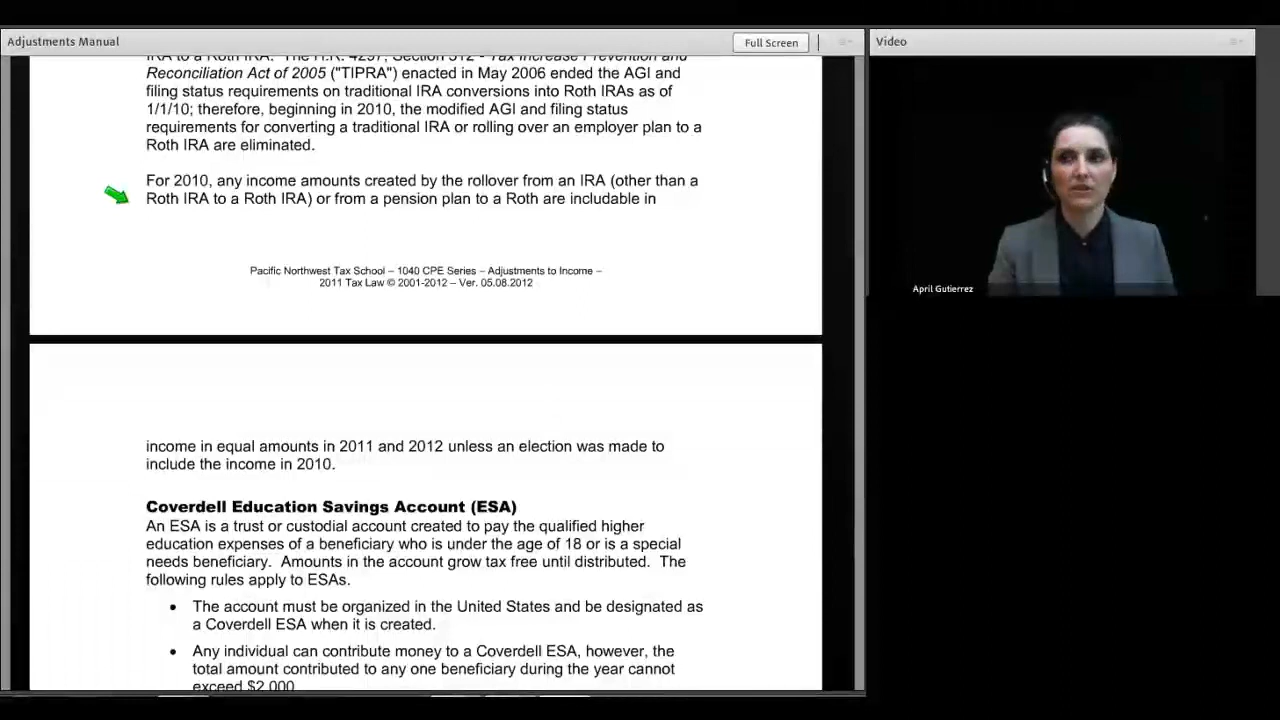 Adjustments Manual
Full Screen
Video
IRA to a Roth IRA. The H.R. 4297, Section 512 - Tax Increase Prevention and
Reconciliation Act of 2005 ("TIPRA") enacted in May 2006 ended the AGI and
filing status requirements on traditional IRA conversions into Roth IRAs as of
1/1/10; therefore, beginning in 2010, the modified AGI and filing status
requirements for converting a traditional IRA or rolling over an employer plan to a
Roth IRA are eliminated.
For 2010, any income amounts created by the rollover from an IRA (other than a
Roth IRA to a Roth IRA) or from a pension plan to a Roth are includable in
Pacific Northwest Tax School – 1040 CPE Series – Adjustments to Income –
2011 Tax Law © 2001-2012 – Ver. 05.08.2012
April Gutierrez
income in equal amounts in 2011 and 2012 unless an election was made to
include the income in 2010.
Coverdell Education Savings Account (ESA)
An ESA is a trust or custodial account created to pay the qualified higher
education expenses of a beneficiary who is under the age of 18 or is a special
needs beneficiary. Amounts in the account grow tax free until distributed. The
following rules apply to ESAs.
• The account must be organized in the United States and be designated as
a Coverdell ESA when it is created.
• Any individual can contribute money to a Coverdell ESA, however, the
total amount contributed to any one beneficiary during the year cannot
exceed $2,000